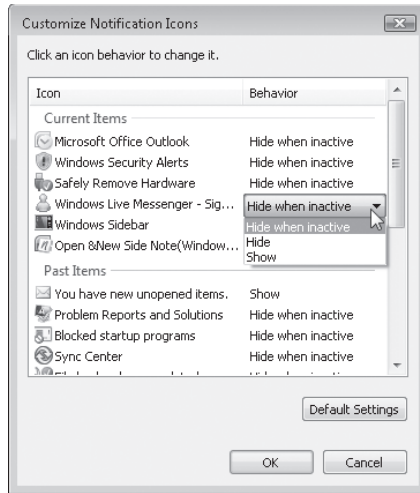 Customize Notification Icons
Click an icon behavior to change it.
Icon Behavior
Current Items
Microsoft Office Outlook Hide when inactive
Windows Security Alerts Hide when inactive
Safely Remove Hardware Hide when inactive
Windows Live Messenger - Sig... Hide when inactive
Windows Sidebar Hide when inactive
Open &New Side Note(Window... Hide
Show
Past Items
You have new unopened items. Show
Problem Reports and Solutions Hide when inactive
Blocked startup programs Hide when inactive
Sync Center Hide when inactive
Default Settings
OK Cancel